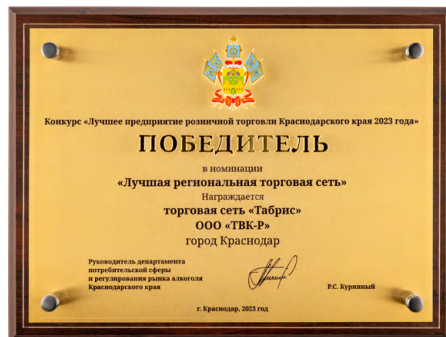 Конкурс «Лучшее предприятие розничной торговли Краснодарского края 2023 года»
ПОБЕДИТЕЛЬ
в номинации
«Лучшая региональная торговая сеть»
Награждается
торговая сеть «Табрис»
ООО «ТВК-Р»
город Краснодар
Руководитель департамента
потребительской сферы
и регулирования рынка алкоголя
Краснодарского края
Р.С. Куринный
г. Краснодар, 2023 год